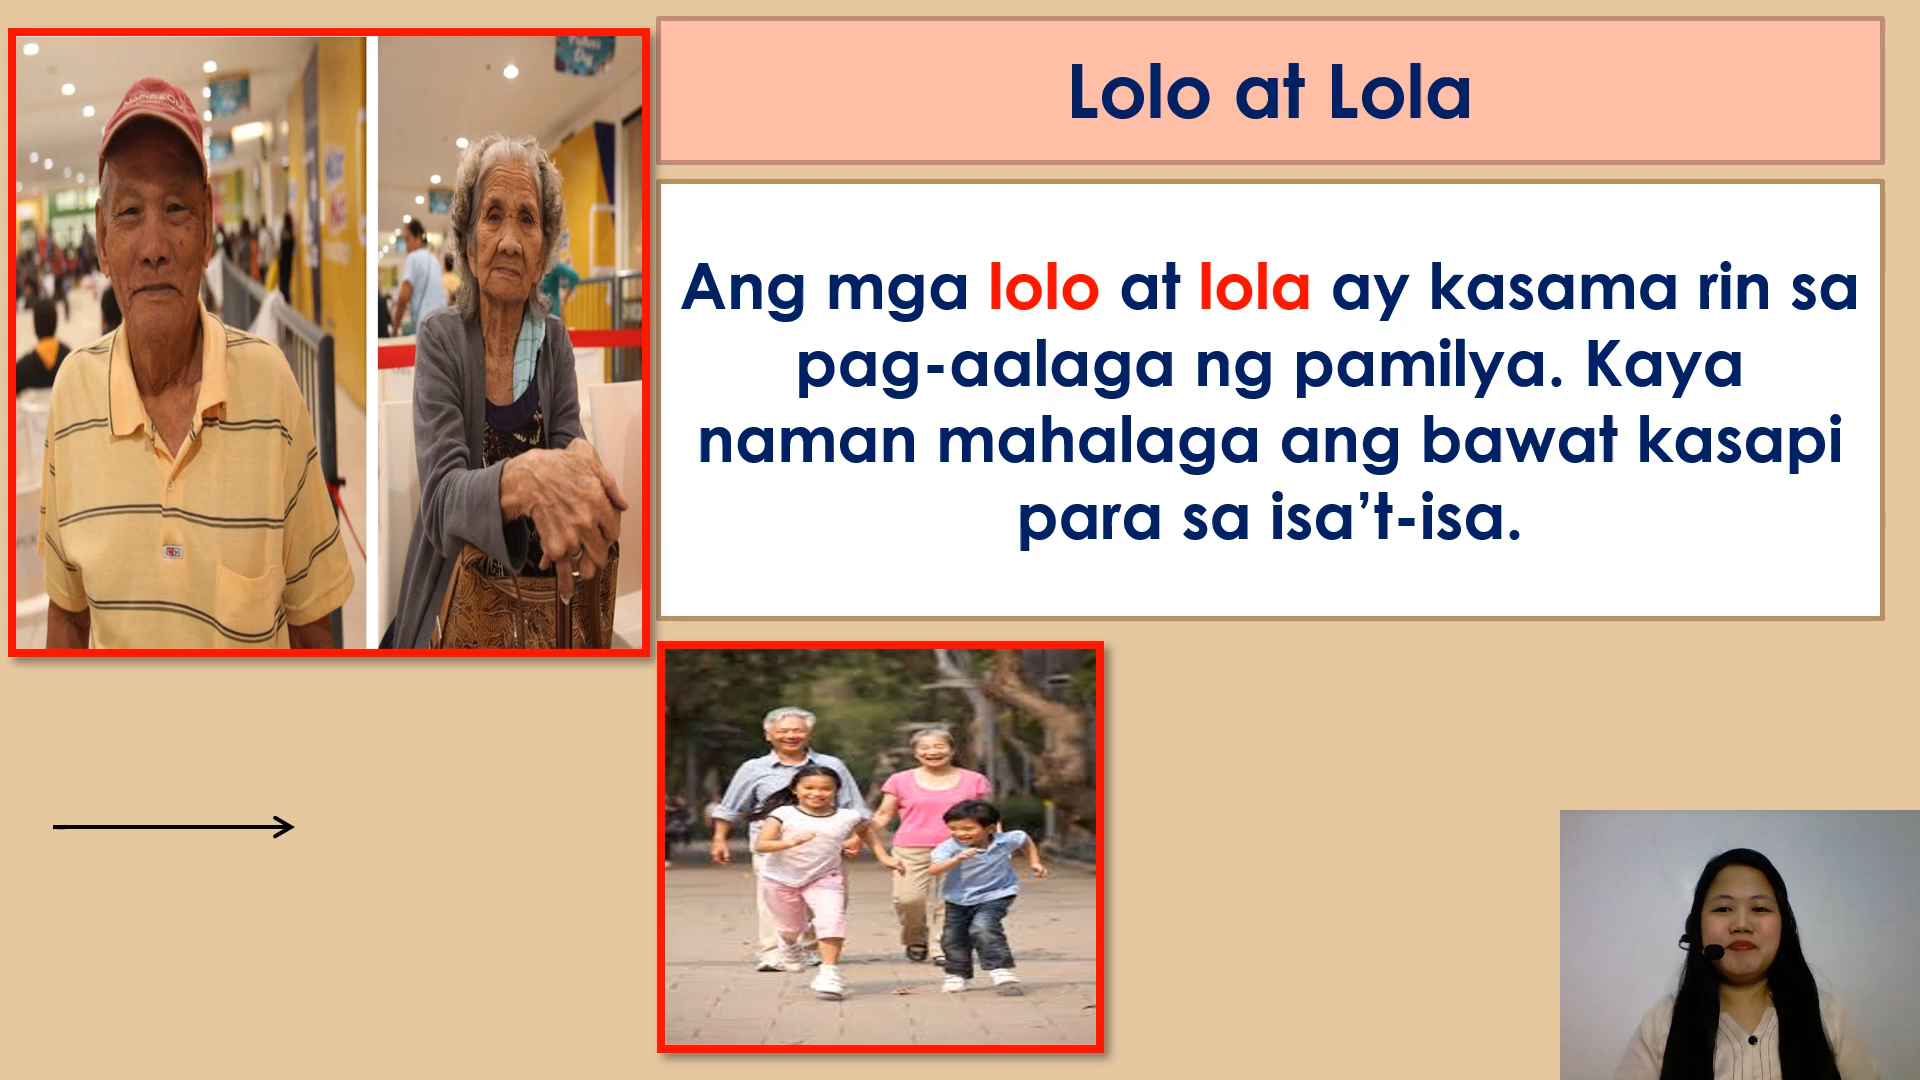 Lolo at Lola
Ang mga lolo at lola ay kasama rin sa
pag-aalaga ng pamilya. Kaya
naman mahalaga ang bawat kasapi
para sa isa’t-isa.